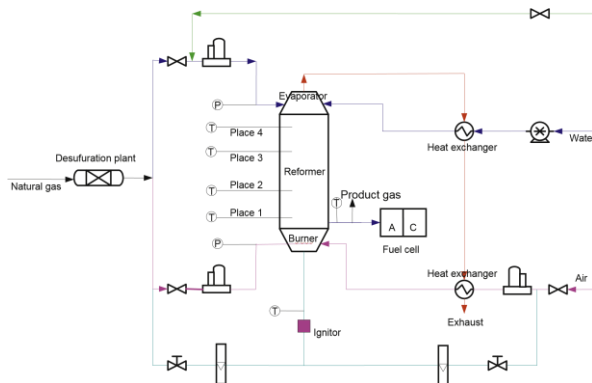 Evaporator
P
T
Place 4
T
Place 3
Reformer
T
Place 2
T
Place 1
Burner
P
T
Ignitor
Desufuration plant
Natural gas
Heat exchanger
Water
T
Product gas
A
C
Fuel cell
Heat exchanger
Air
Exhaust